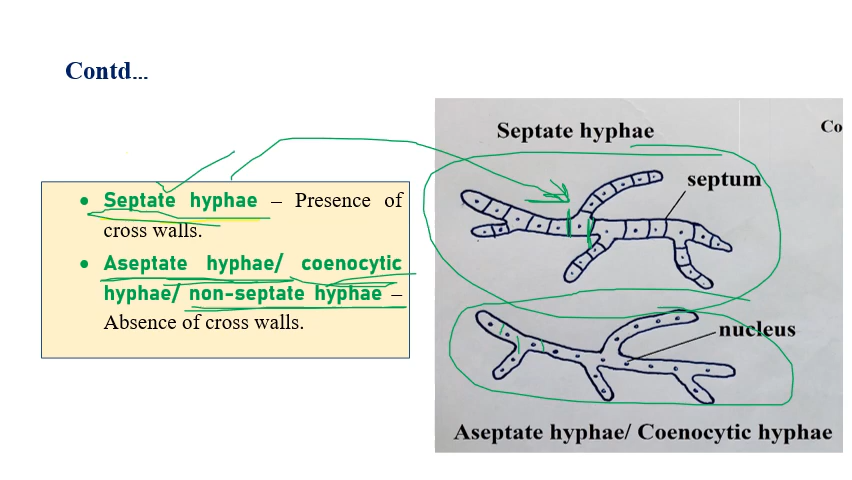 Contd...
• Septate hyphae – Presence of
cross walls.
• Aseptate hyphae/ coenocytic
hyphae/ non-septate hyphae –
Absence of cross walls.
Septate hyphae
Co
septum
nucleus
Aseptate hyphae/ Coenocytic hyphae